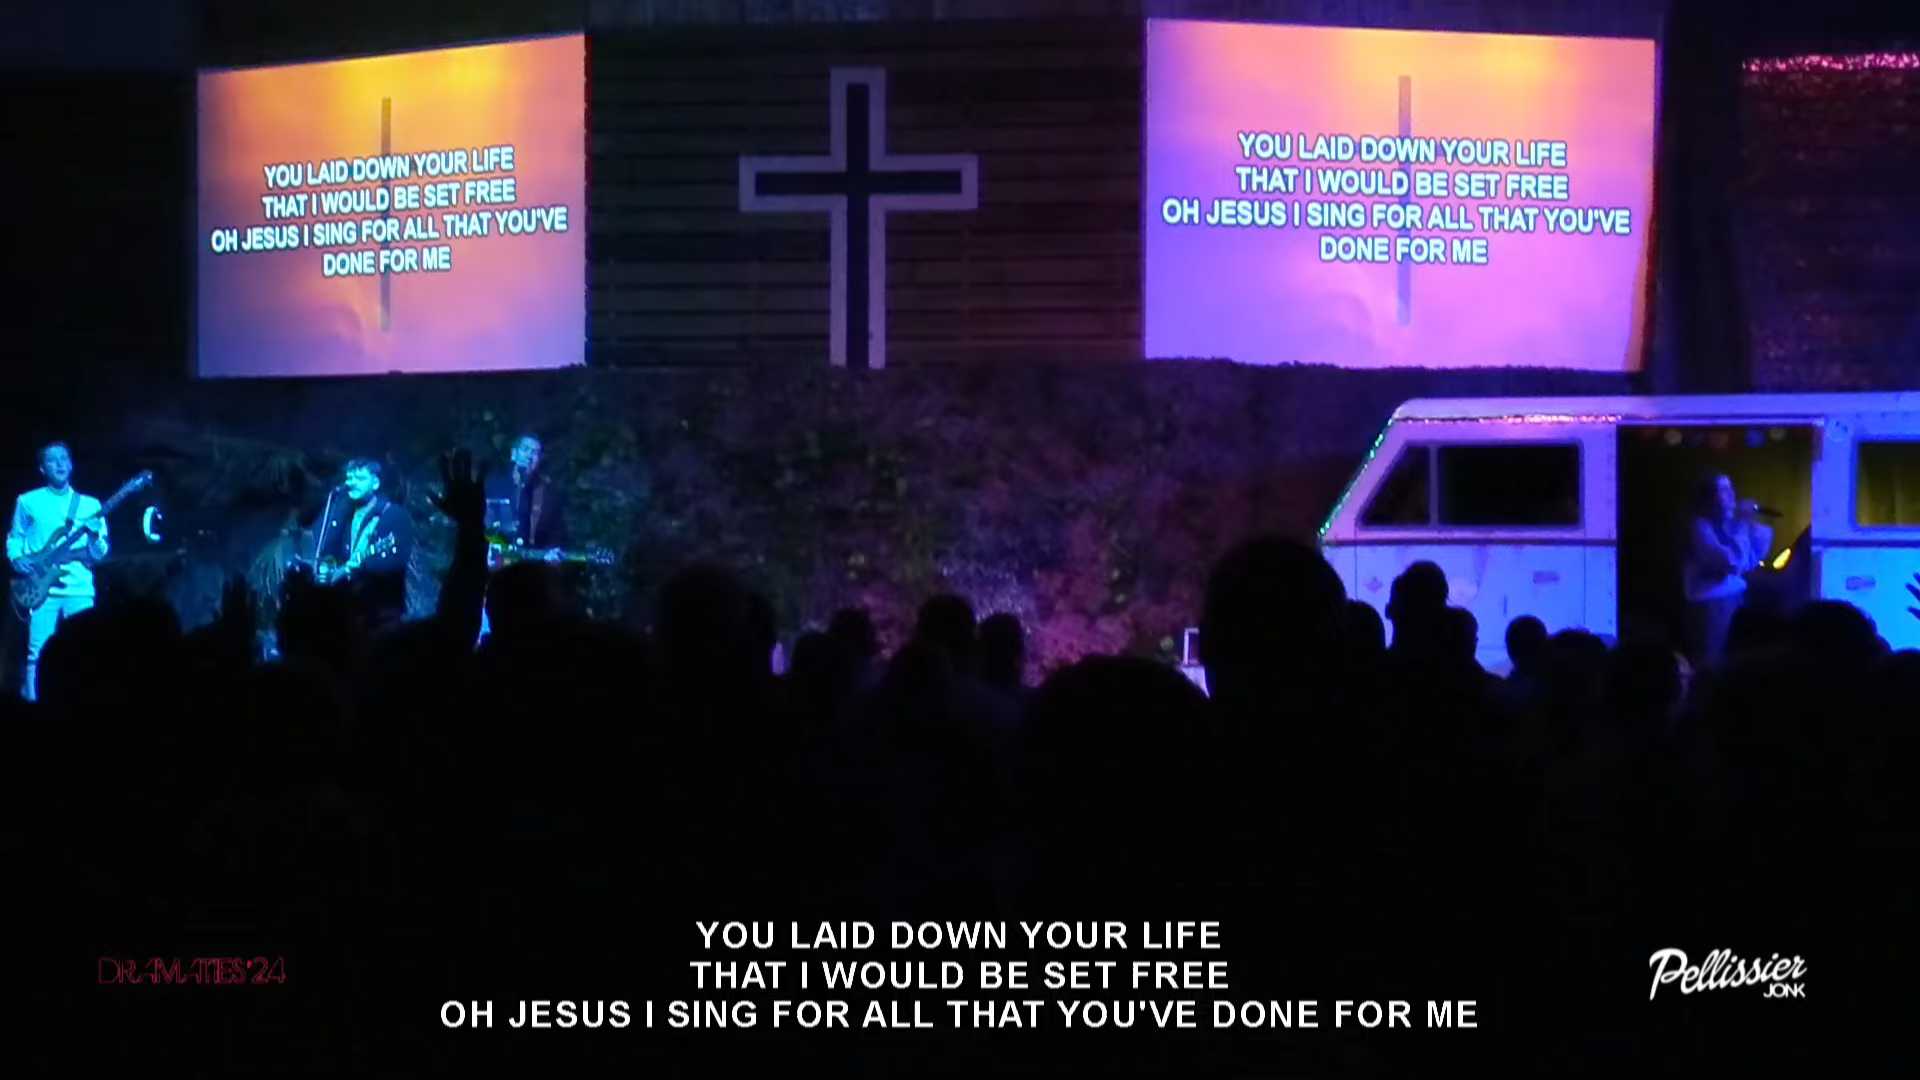 YOU LAID DOWN YOUR LIFE
THAT I WOULD BE SET FREE
OH JESUS I SING FOR ALL THAT YOU'VE
DONE FOR ME
YOU LAID DOWN YOUR LIFE
THAT I WOULD BE SET FREE
OH JESUS I SING FOR ALL THAT YOU'VE
DONE FOR ME
YOU LAID DOWN YOUR LIFE
THAT I WOULD BE SET FREE
OH JESUS I SING FOR ALL THAT YOU'VE DONE FOR ME
DRAMATIES'24
Pellissier
JONK